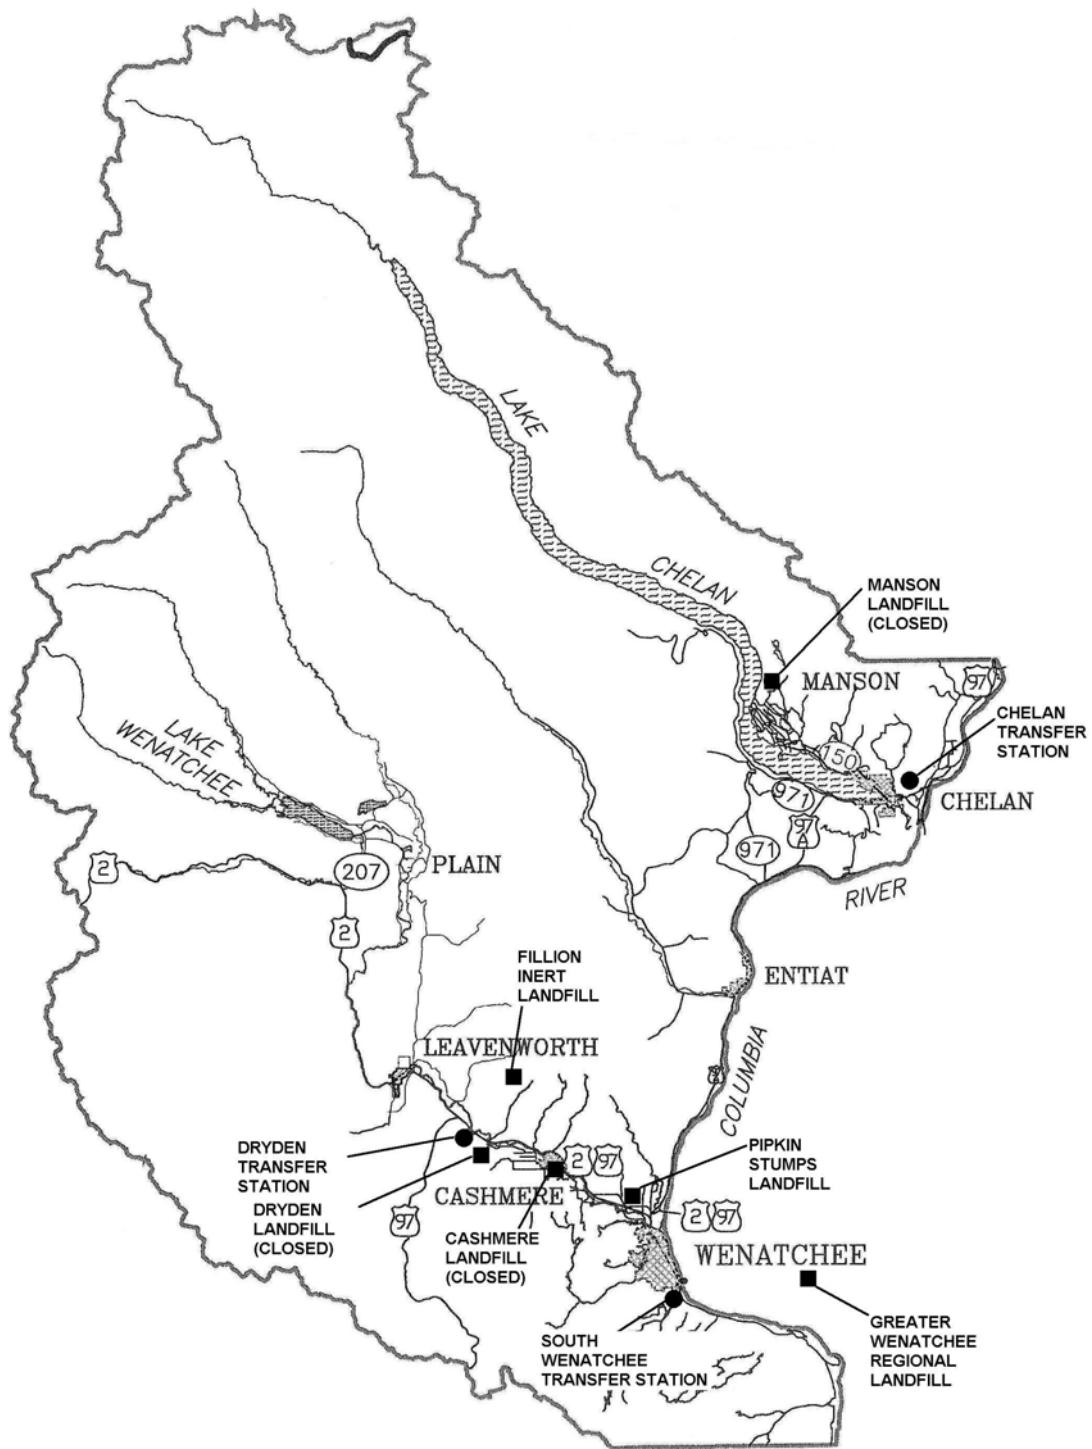 LAKE
CHELAN
MANSON
LANDFILL
(CLOSED)
MANSON
97
CHELAN
TRANSFER
STATION
150
971
97
A
CHELAN
971
RIVER
LAKE
WENATCHEE
2
207
PLAIN
2
FILLION
INERT
LANDFILL
ENTIAT
LEAVENWORTH
COLUMBIA
DRYDEN
TRANSFER
STATION
DRYDEN
LANDFILL
(CLOSED)
2
97
PIPKIN
STUMPS
LANDFILL
CASHMERE
97
CASHMERE
LANDFILL
(CLOSED)
2
97
WENATCHEE
SOUTH
WENATCHEE
TRANSFER STATION
GREATER
WENATCHEE
REGIONAL
LANDFILL